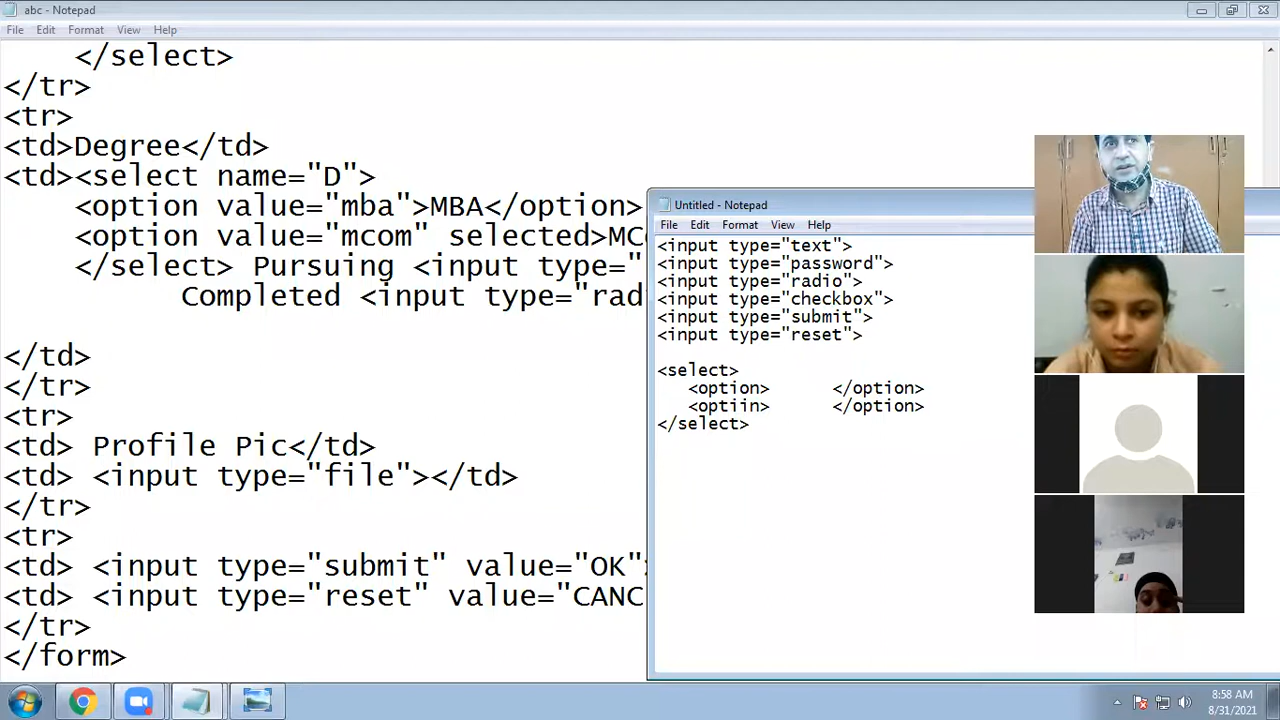 abc - Notepad
File Edit Format View Help
</select>
</tr>
<tr>
<td>Degree</td>
<td><select name="D">
<option value="mba">MBA</option>
<option value="mcom" selected>MC
</select> Pursuing <input type="
Completed <input type="rad
</td>
</tr>
<tr>
<td> Profile Pic</td>
<td> <input type="file"></td>
</tr>
<tr>
<td> <input type="submit" value="OK"
<td> <input type="reset" value="CANC
</tr>
</form>
Untitled - Notepad
File Edit Format View Help
<input type="text">
<input type="password">
<input type="radio">
<input type="checkbox">
<input type="submit">
<input type="reset">
<select>
<option> </option>
<optiin> </option>
</select>
8:58 AM
8/31/2021